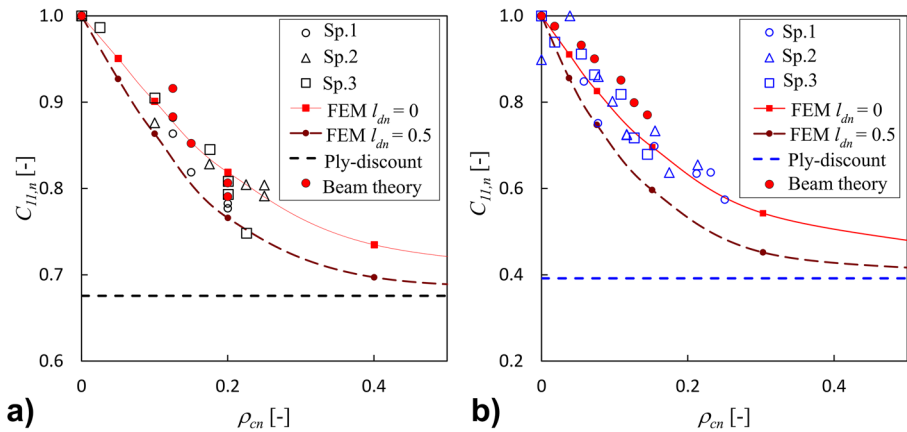 1.0
0.9
0.8
0.7
0.6
0
0.2
0.4
C11,n [-]
ρcn [-]
Sp.1
Sp.2
Sp.3
FEM ldn = 0
FEM ldn = 0.5
Ply-discount
Beam theory
a)
1.0
0.8
0.6
0.4
0.2
0
0.2
0.4
C11,n [-]
ρcn [-]
Sp.1
Sp.2
Sp.3
FEM ldn = 0
FEM ldn = 0.5
Ply-discount
Beam theory
b)